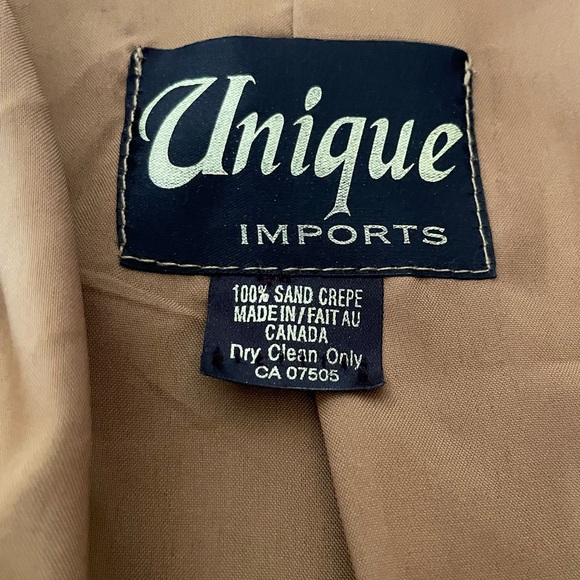 Unique
IMPORTS
100% SAND CREPE
MADE IN/FAIT AU
CANADA
Dry Clean Only
CA 07505